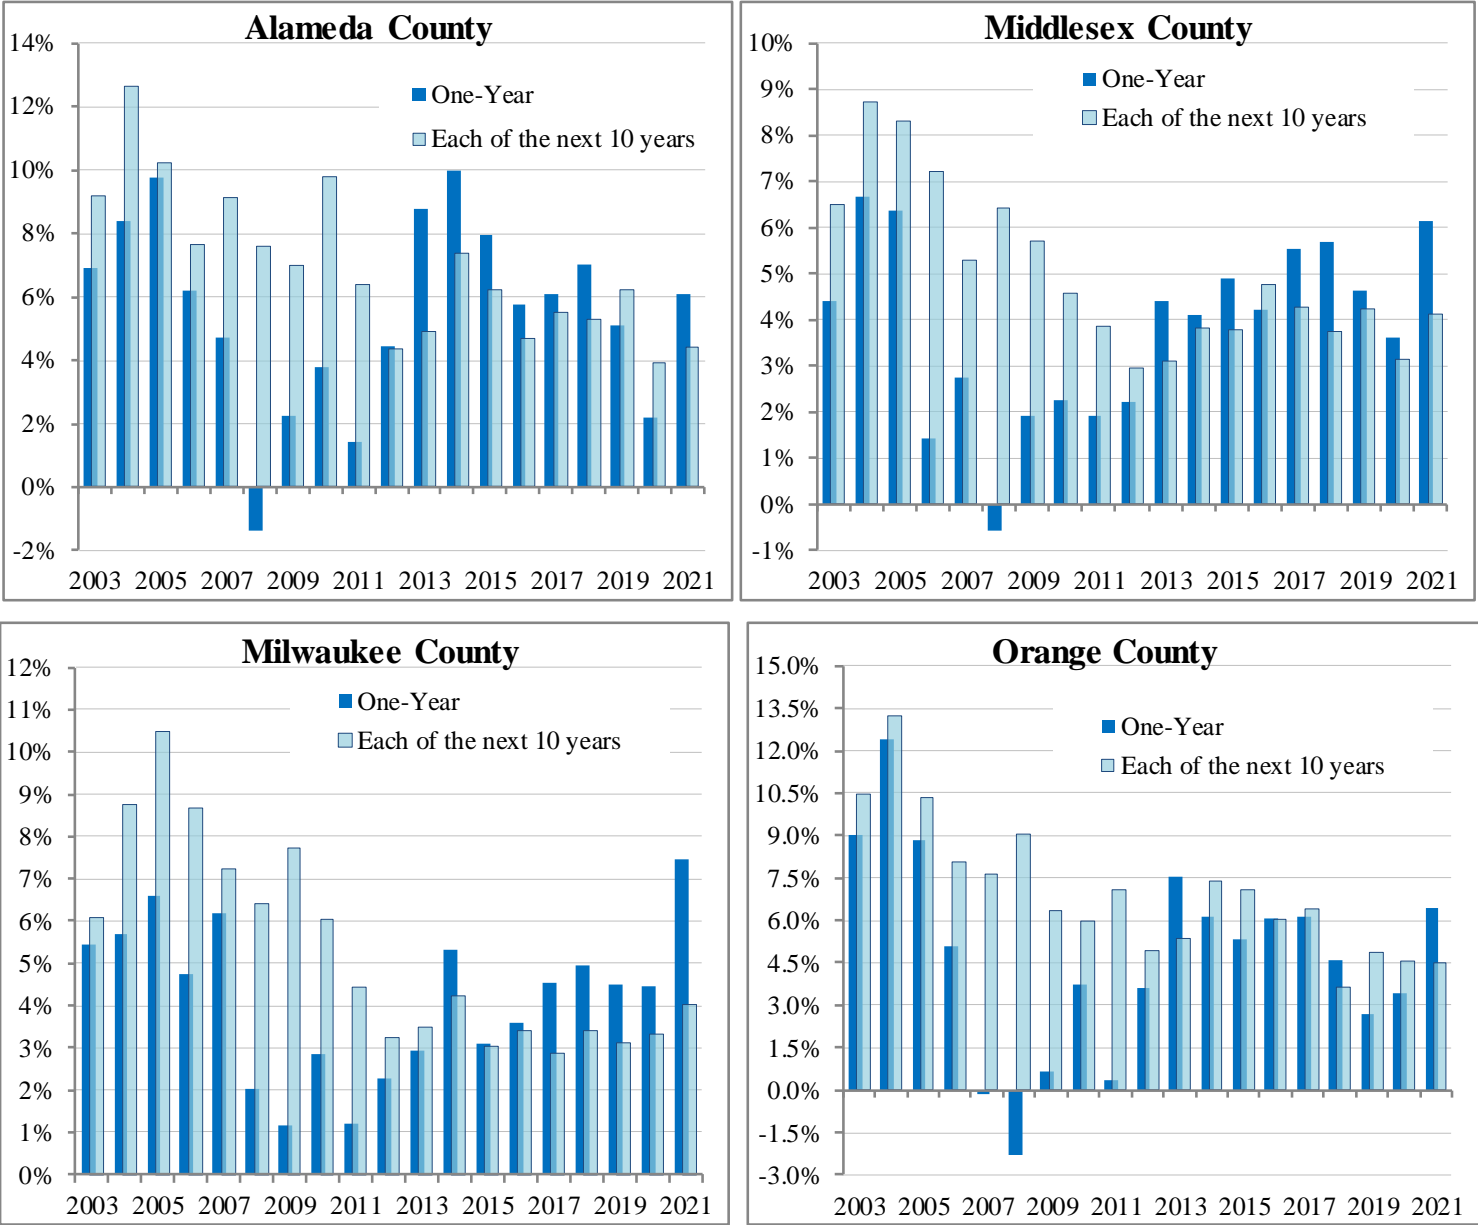 Alameda County
14%
12%
10%
8%
6%
4%
2%
0%
-2%
One-Year
Each of the next 10 years
2003 2005 2007 2009 2011 2013 2015 2017 2019 2021
Middlesex County
10%
9%
8%
7%
6%
5%
4%
3%
2%
1%
0%
-1%
One-Year
Each of the next 10 years
2003 2005 2007 2009 2011 2013 2015 2017 2019 2021
Milwaukee County
12%
11%
10%
9%
8%
7%
6%
5%
4%
3%
2%
1%
0%
One-Year
Each of the next 10 years
2003 2005 2007 2009 2011 2013 2015 2017 2019 2021
Orange County
15.0%
13.5%
12.0%
10.5%
9.0%
7.5%
6.0%
4.5%
3.0%
1.5%
0.0%
-1.5%
-3.0%
One-Year
Each of the next 10 years
2003 2005 2007 2009 2011 2013 2015 2017 2019 2021